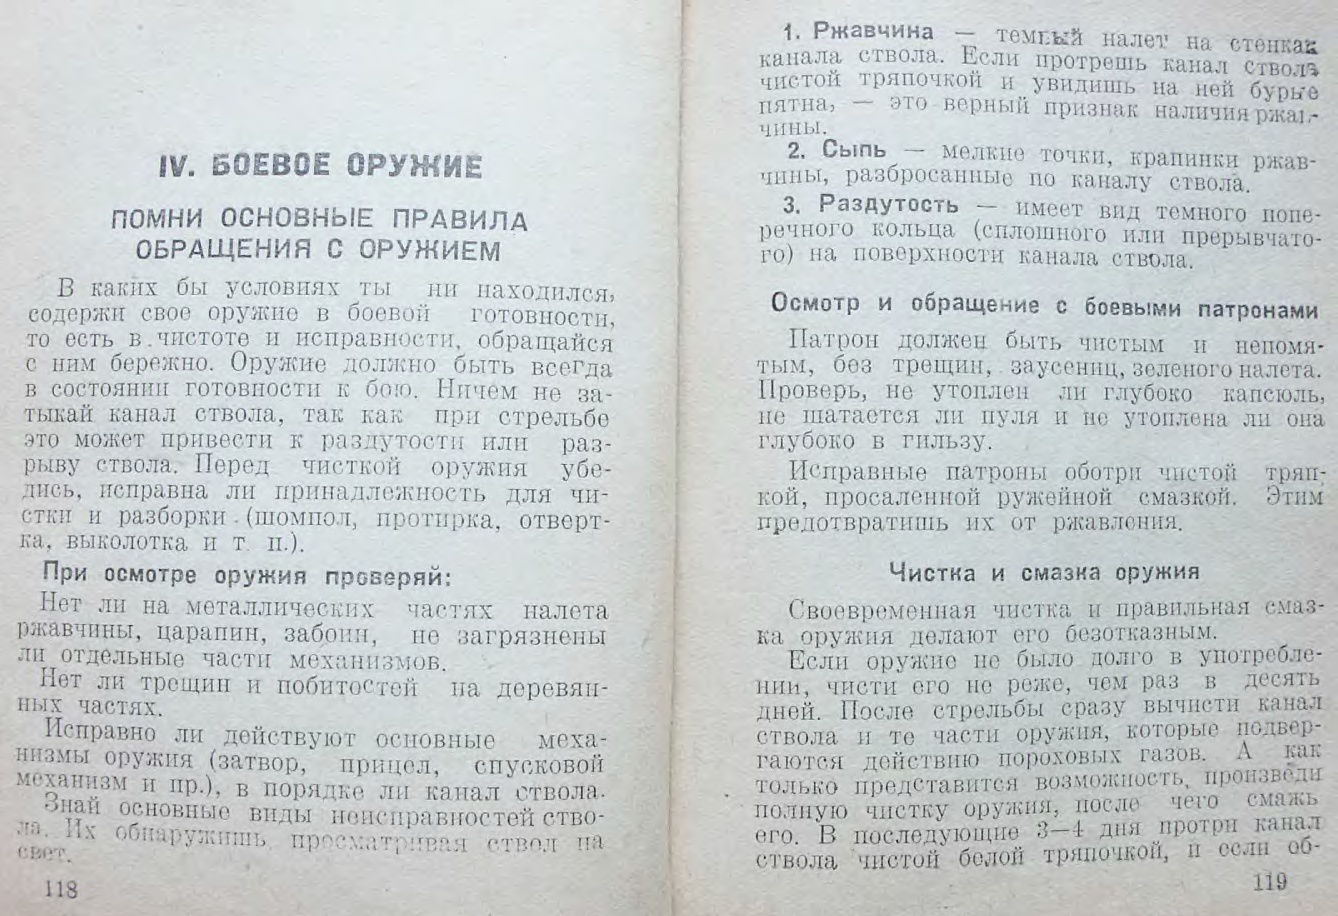 IV. БОЕВОЕ ОРУЖИЕ
ПОМНИ ОСНОВНЫЕ ПРАВИЛА
ОБРАЩЕНИЯ С ОРУЖИЕМ
В каких бы условиях ты ни находился,
содержи свое оружие в боевой готовности,
то есть в чистоте и исправности, обращайся
с ним бережно. Оружие должно быть всегда
в состоянии готовности к бою. Ничем не за-
тыкай канал ствола, так как при стрельбе
это может привести к раздутости или раз-
рыву ствола. Перед чисткой оружия убе-
дись, исправна ли принадлежность для чи-
стки и разборки (шомпол, протирка, отверт-
ка, выколотка и т. п.).
При осмотре оружия проверяй:
Нет ли на металлических частях налета
ржавчины, царапин, забоин, не загрязнены
ли отдельные части механизмов.
Нет ли трещин и побитостей на деревян-
ных частях.
Исправно ли действуют основные меха-
низмы оружия (затвор, прицел, спусковой
механизм и пр.), в порядке ли канал ствола.
Знай основные виды неисправностей ство-
ла. Их обнаружишь, просматривая ствол на
свет.
118
1. Ржавчина — темный налет на стенках
канала ствола. Если протрешь канал ствола
чистой тряпочкой и увидишь на ней бурые
пятна, — это верный признак наличия ржав-
чины.
2. Сыпь — мелкие точки, крапинки ржав-
чины, разбросанные по каналу ствола.
3. Раздутость — имеет вид темного попе-
речного кольца (сплошного или прерывчато-
го) на поверхности канала ствола.
Осмотр и обращение с боевыми патронами
Патрон должен быть чистым и непомя-
тым, без трещин, заусениц, зеленого налета.
Проверь, не утоплен ли глубоко капсюль,
не шатается ли пуля и не утоплена ли она
глубоко в гильзу.
Исправные патроны оботри чистой тряп-
кой, просаленной ружейной смазкой. Этим
предотвратишь их от ржавления.
Чистка и смазка оружия
Своевременная чистка и правильная смаз-
ка оружия делают его безотказным.
Если оружие не было долго в употребле-
нии, чисти его не реже, чем раз в десять
дней. После стрельбы сразу вычисти канал
ствола и те части оружия, которые подвер-
гаются действию пороховых газов. А как
только представится возможность, произведи
полную чистку оружия, после чего смажь
его. В последующие 3—4 дня протри канал
ствола чистой белой тряпочкой, и если об-
119